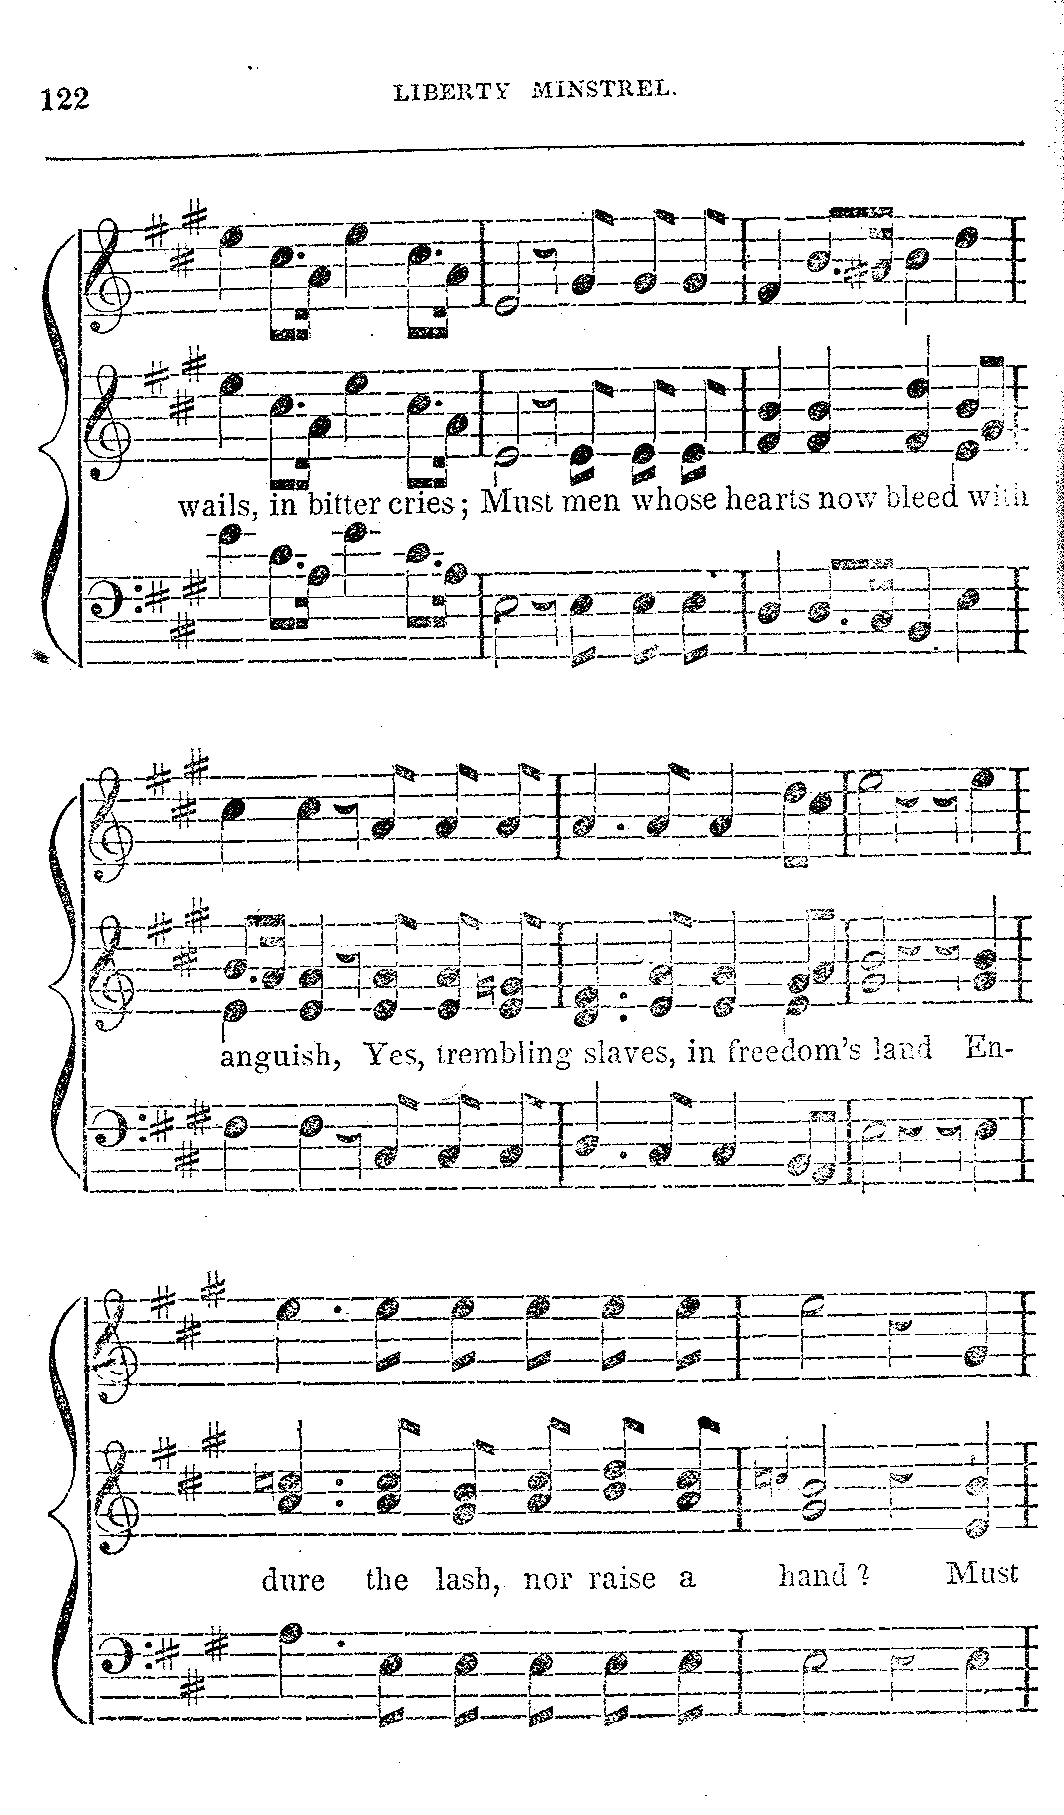 122
LIBERTY MINSTREL.
wails, in bitter cries; Must men whose hearts now bleed with
anguish, Yes, trembling slaves, in freedom's land En-
dure the lash, nor raise a hand? Must